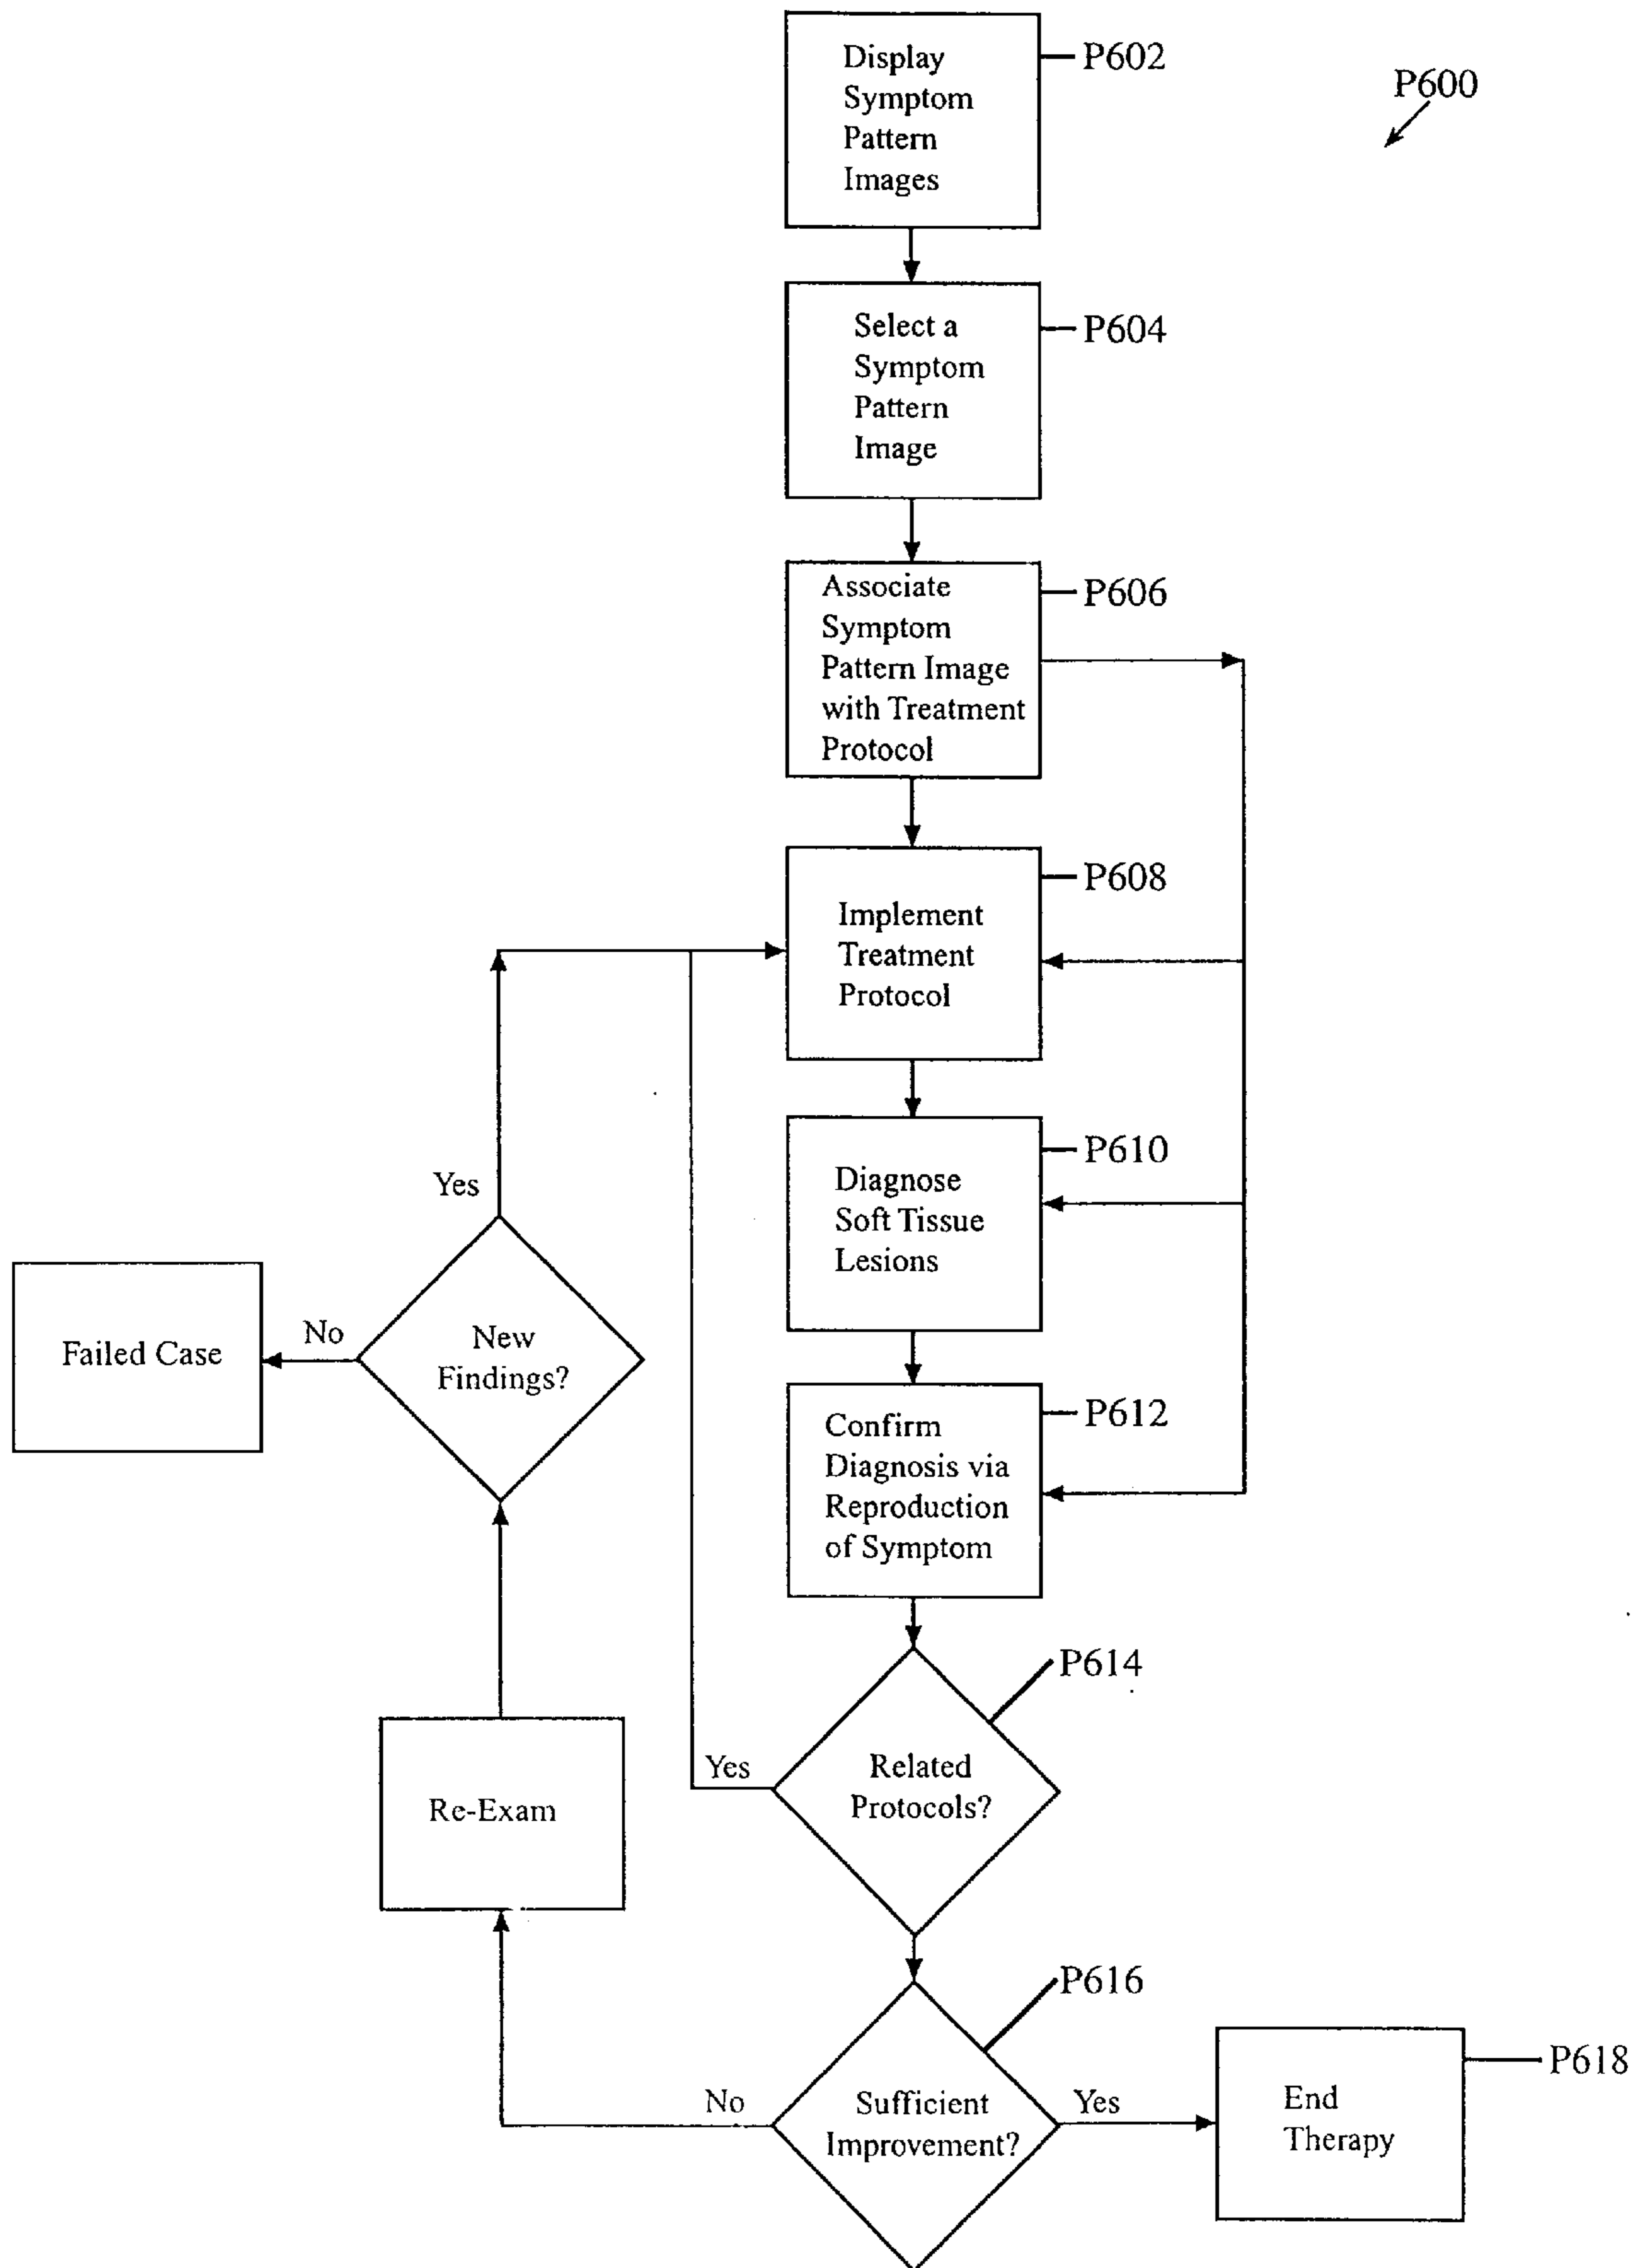 Display
Symptom
Pattern
Images
P602
P600
Select a
Symptom
Pattern
Image
P604
Associate
Symptom
Pattern Image
with Treatment
Protocol
P606
Implement
Treatment
Protocol
P608
Diagnose
Soft Tissue
Lesions
P610
Yes
Failed Case
No
New
Findings?
Confirm
Diagnosis via
Reproduction
of Symptom
P612
P614
Related
Protocols?
Yes
Re-Exam
P616
Sufficient
Improvement?
No
Yes
End
Therapy
P618